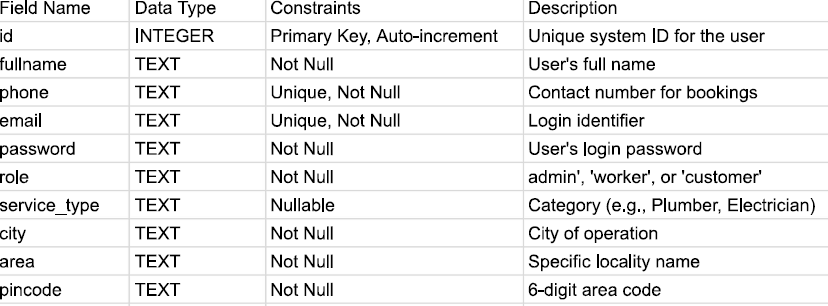 Field Name Data Type Constraints Description
id INTEGER Primary Key, Auto-increment Unique system ID for the user
fullname TEXT Not Null User's full name
phone TEXT Unique, Not Null Contact number for bookings
email TEXT Unique, Not Null Login identifier
password TEXT Not Null User's login password
role TEXT Not Null admin', 'worker', or 'customer'
service_type TEXT Nullable Category (e.g., Plumber, Electrician)
city TEXT Not Null City of operation
area TEXT Not Null Specific locality name
pincode TEXT Not Null 6-digit area code